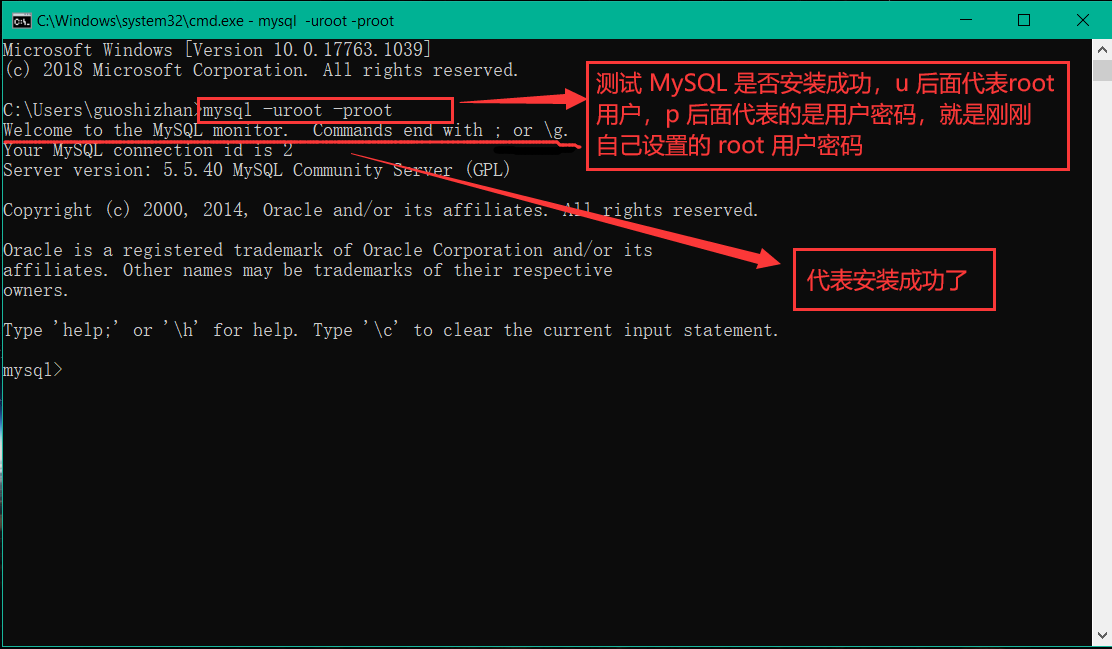 C:\Windows\system32\cmd.exe - mysql  -uroot -proot
Microsoft Windows [Version 10.0.17763.1039]
(c) 2018 Microsoft Corporation. All rights reserved.
C:\Users\guoshizhan>mysql -uroot -proot
Welcome to the MySQL monitor.  Commands end with ; or \g.
Your MySQL connection id is 2
Server version: 5.5.40 MySQL Community Server (GPL)
Copyright (c) 2000, 2014, Oracle and/or its affiliates. All rights reserved.
Oracle is a registered trademark of Oracle Corporation and/or its
affiliates. Other names may be trademarks of their respective
owners.
Type 'help;' or '\h' for help. Type '\c' to clear the current input statement.
mysql>
测试 MySQL 是否安装成功，u 后面代表root
用户，p 后面代表的是用户密码，就是刚刚
自己设置的 root 用户密码
代表安装成功了